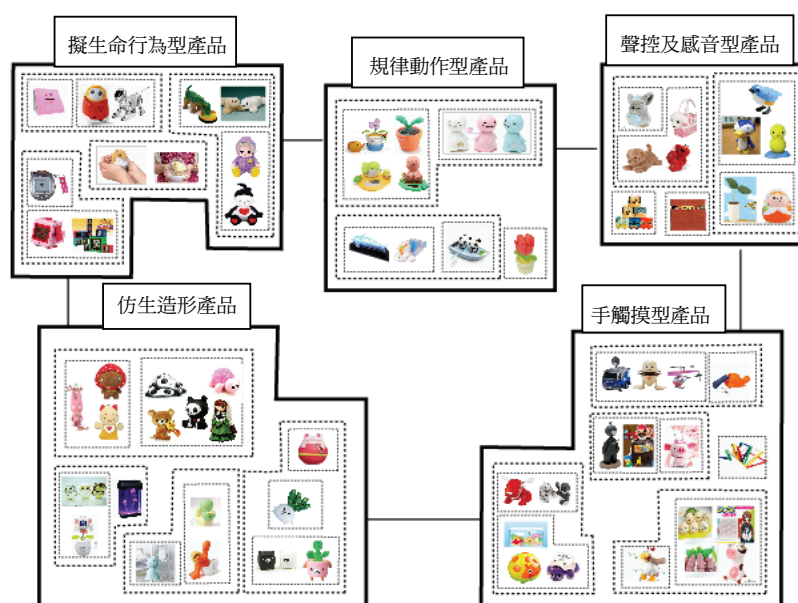 擬生命行為型產品
規律動作型產品
聲控及感音型產品
仿生造形產品
手觸摸型產品